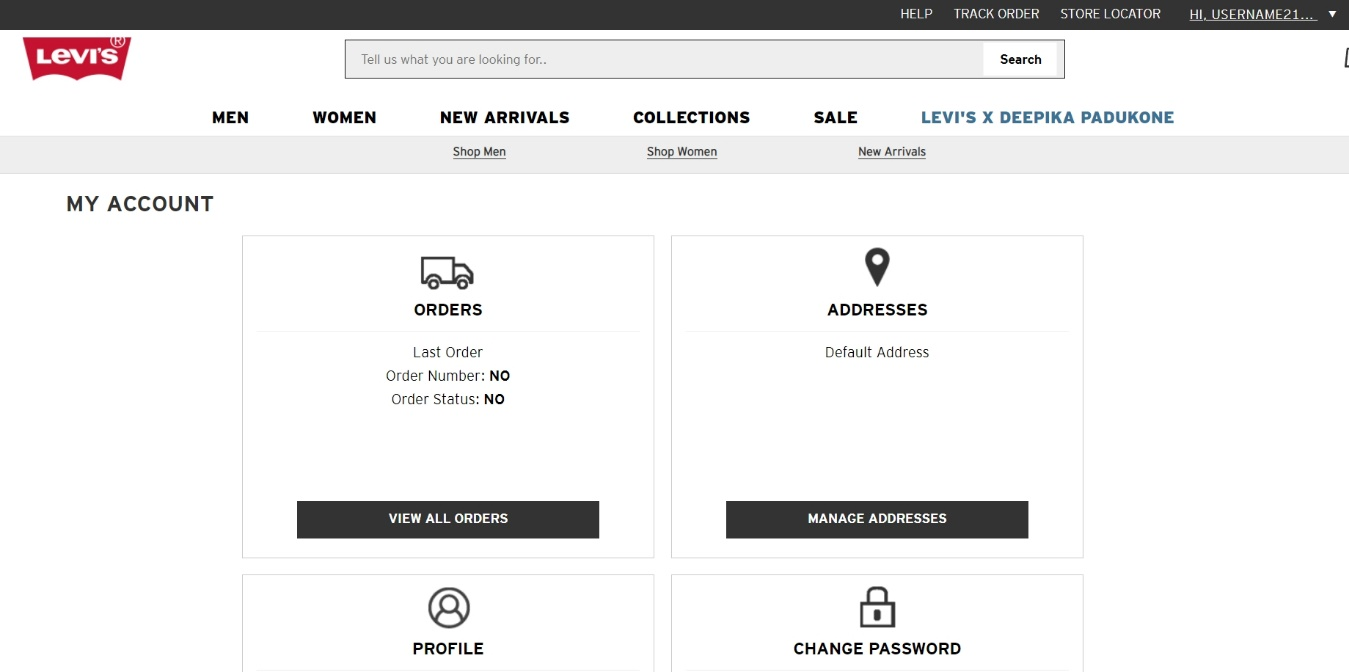 HELP TRACK ORDER STORE LOCATOR HI, USERNAME21... ▼
Levi's®
Tell us what you are looking for.. Search
MEN WOMEN NEW ARRIVALS COLLECTIONS SALE LEVI'S X DEEPIKA PADUKONE
Shop Men Shop Women New Arrivals
MY ACCOUNT
ORDERS
Last Order
Order Number: NO
Order Status: NO
VIEW ALL ORDERS
ADDRESSES
Default Address
MANAGE ADDRESSES
PROFILE
CHANGE PASSWORD